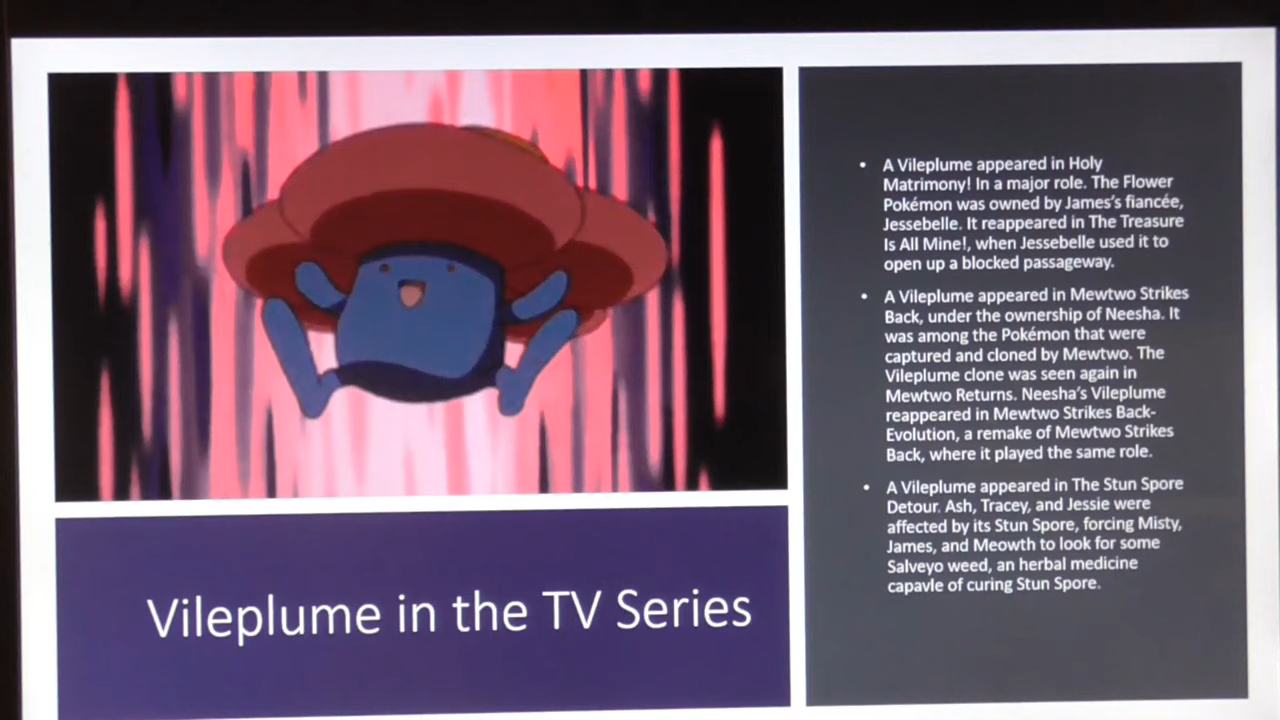 Vileplume in the TV Series
• A Vileplume appeared in Holy
Matrimony! In a major role. The Flower
Pokémon was owned by James's fiancée,
Jessebelle. It reappeared in The Treasure
Is All Mine!, when Jessebelle used it to
open up a blocked passageway.
• A Vileplume appeared in Mewtwo Strikes
Back, under the ownership of Neesha. It
was among the Pokémon that were
captured and cloned by Mewtwo. The
Vileplume clone was seen again in
Mewtwo Returns. Neesha's Vileplume
reappeared in Mewtwo Strikes Back-
Evolution, a remake of Mewtwo Strikes
Back, where it played the same role.
• A Vileplume appeared in The Stun Spore
Detour. Ash, Tracey, and Jessie were
affected by its Stun Spore, forcing Misty,
James, and Meowth to look for some
Salveyo weed, an herbal medicine
capavle of curing Stun Spore.